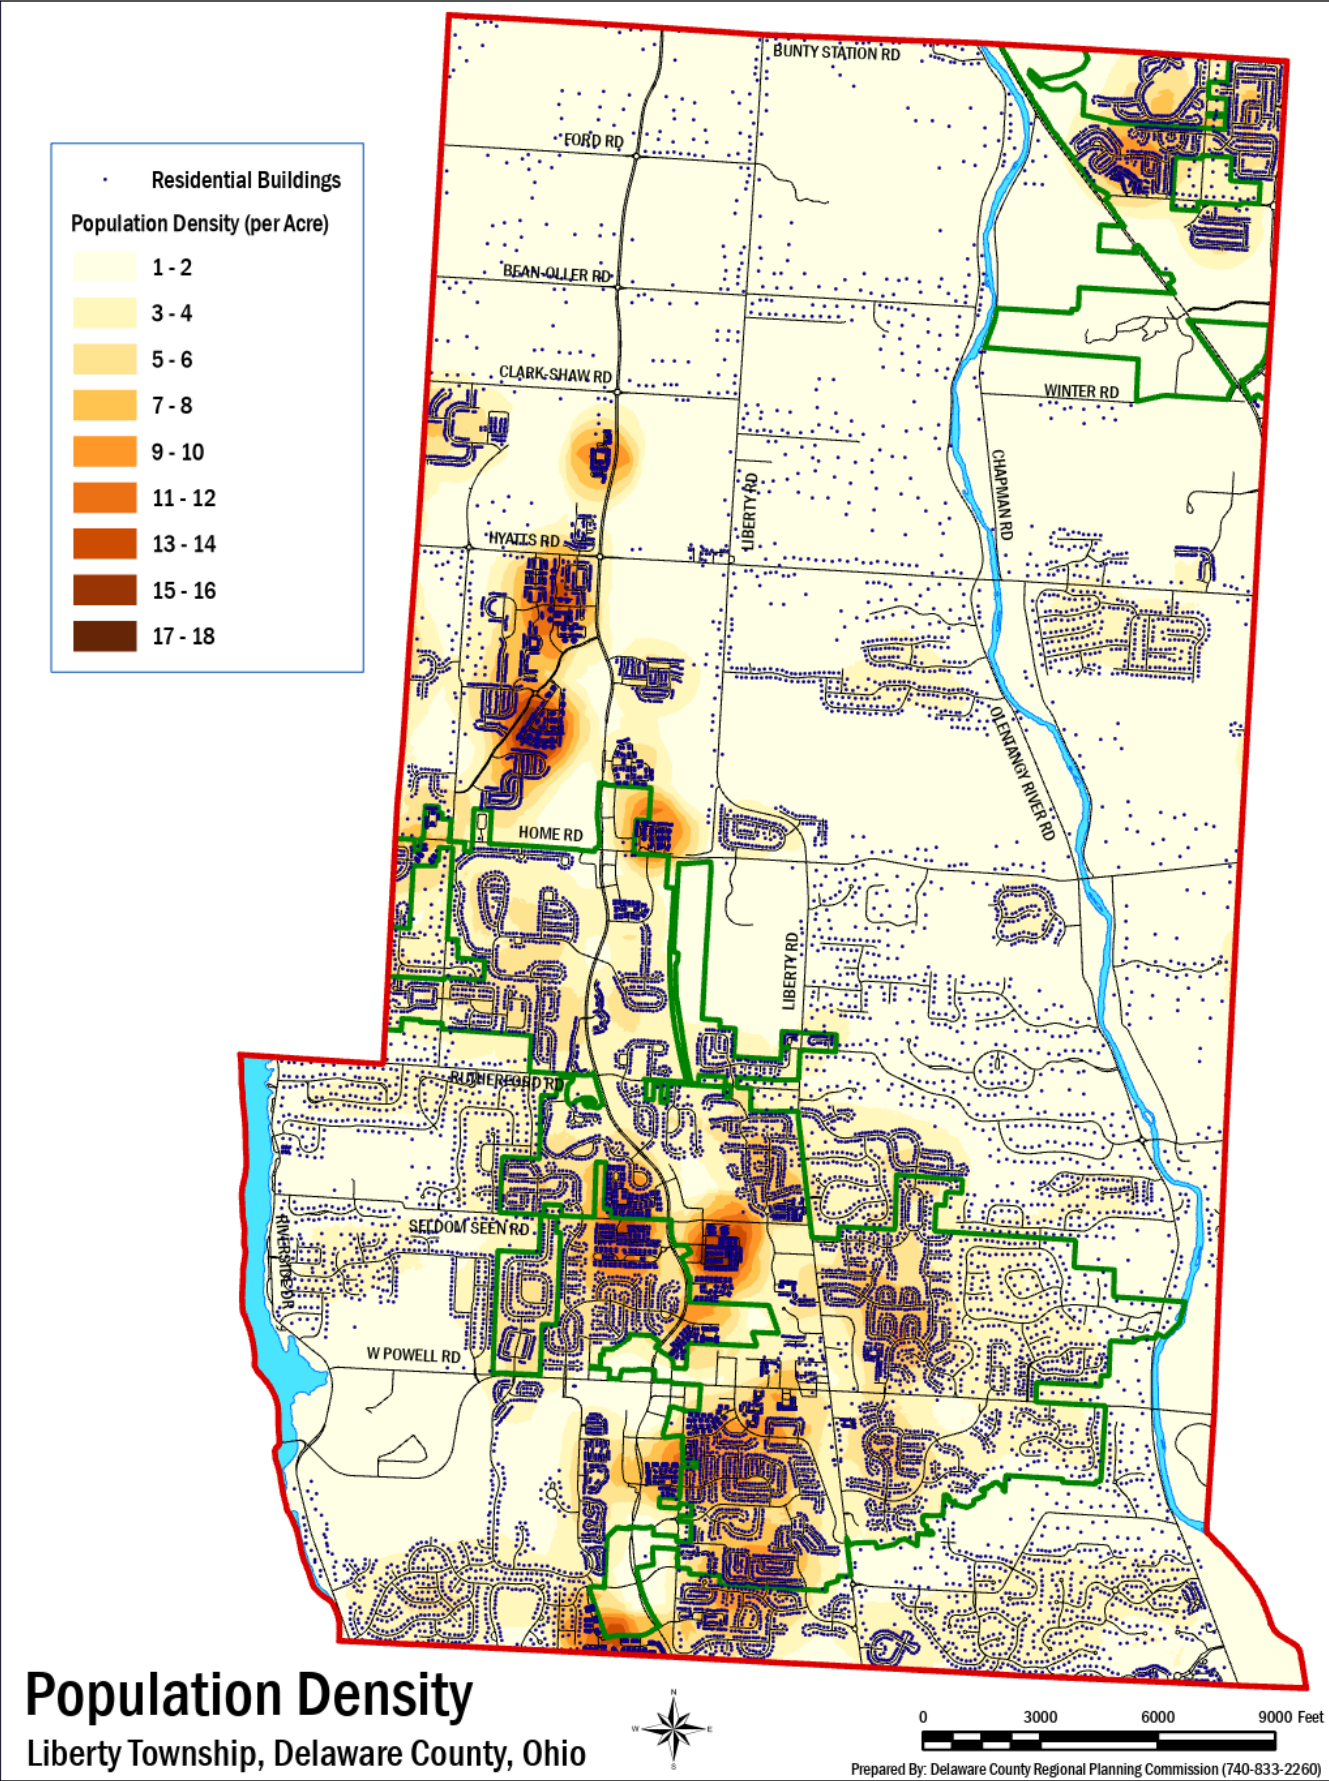 BUNTY STATION RD
FORD RD
Residential Buildings
Population Density (per Acre)
1 - 2
3 - 4
5 - 6
7 - 8
9 - 10
11 - 12
13 - 14
15 - 16
17 - 18
BEAN-OLLER RD
CLARK-SHAW RD
WINTER RD
CHAPMAN RD
LIBERTY RD
HYATTS RD
OLENTANGY RIVER RD
HOME RD
LIBERTY RD
RUTHERFORD RD
SELDOM SEEN RD
RIVERSIDE DR
W POWELL RD
Population Density
Liberty Township, Delaware County, Ohio
N
W E
S
0 3000 6000 9000 Feet
Prepared By: Delaware County Regional Planning Commission (740-833-2260)